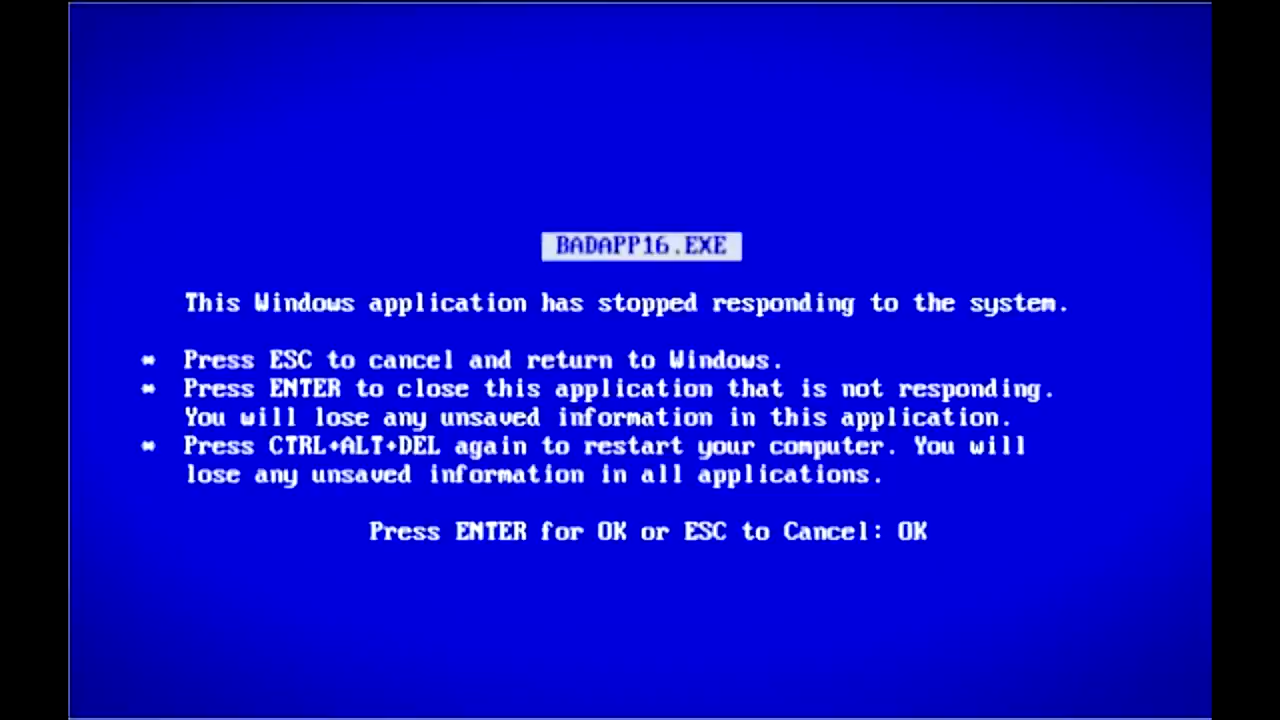 BADAPP16.EXE
This Windows application has stopped responding to the system.
* Press ESC to cancel and return to Windows.
* Press ENTER to close this application that is not responding.
You will lose any unsaved information in this application.
* Press CTRL+ALT+DEL again to restart your computer. You will
lose any unsaved information in all applications.
Press ENTER for OK or ESC to Cancel: OK